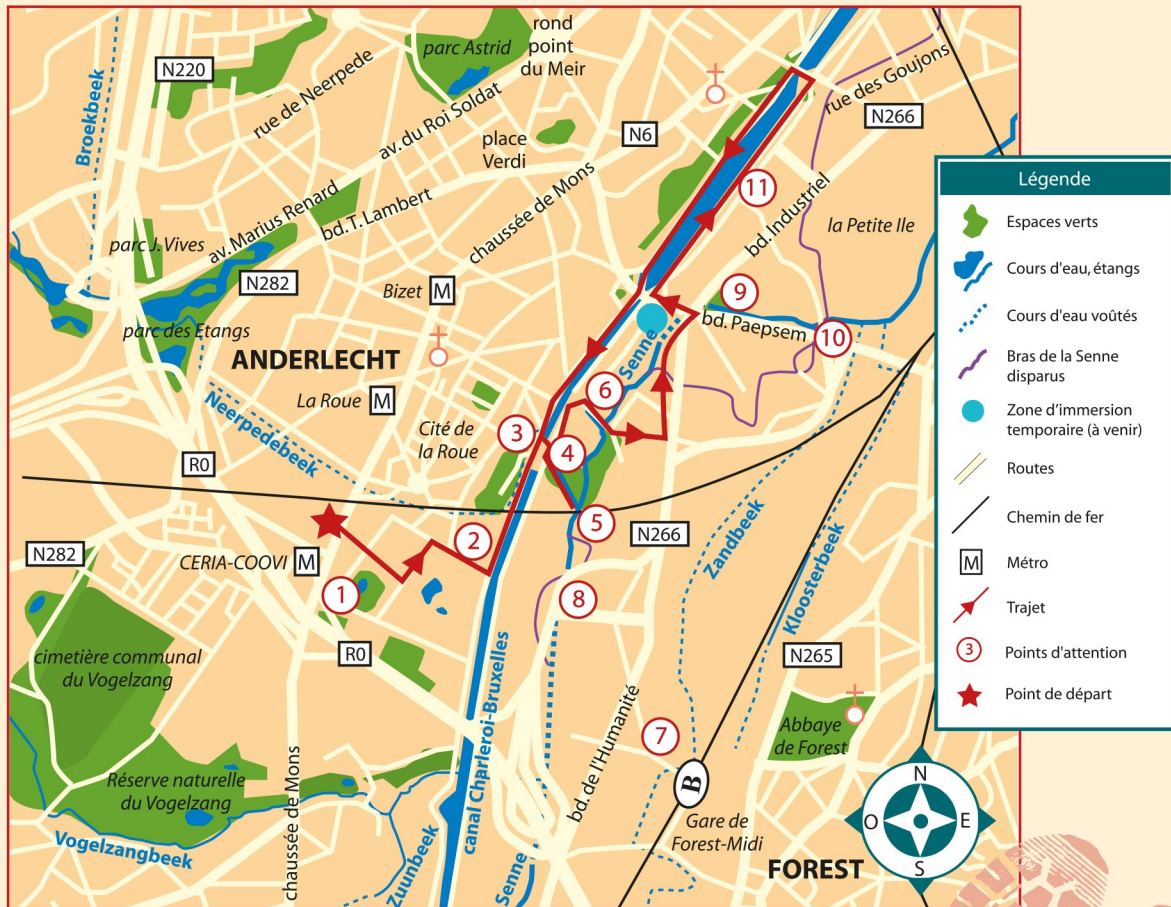 rond
point
du Meir
parc Astrid
N220
rue de Neerpede
av. du Roi Soldat
rue des Goujons
N266
Broekbeek
place
Verdi
N6
chaussée de Mons
11
bd. Industriel
la Petite Ile
parc J. Vives
av. Marius Renard
bd. T. Lambert
N282
Bizet
M
parc des Etangs
ANDERLECHT
9
bd. Paepsem
10
Senne
6
La Roue
M
Neerpedebeek
Cité de
la Roue
3
4
R0
5
N266
Zandbeek
Kloosterbeek
N282
CERIA-COOVI
M
2
1
8
R0
cimetière communal
du Vogelzang
canal Charleroi-Bruxelles
N265
bd. de l'Humanité
7
Abbaye
de Forest
Réserve naturelle
du Vogelzang
Vogelzangbeek
chaussée de Mons
Zuunbeek
Senne
B
Gare de
Forest-Midi
FOREST
Légende
Espaces verts
Cours d'eau, étangs
Cours d'eau voûtés
Bras de la Senne
disparus
Zone d'immersion
temporaire (à venir)
Routes
Chemin de fer
M
Métro
Trajet
3
Points d'attention
Point de départ
N
O
E
S